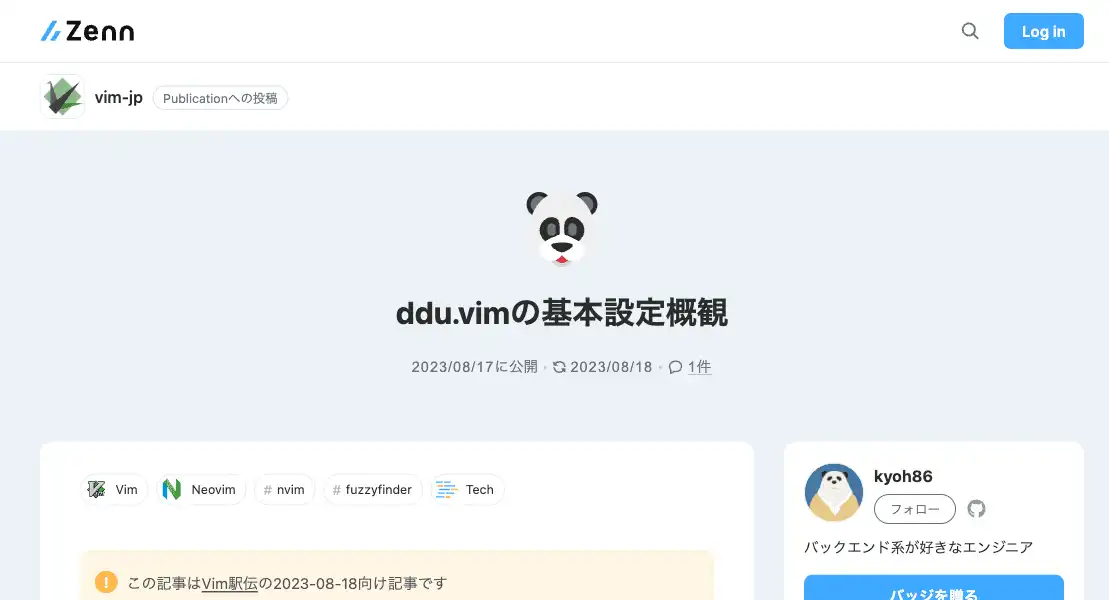 Zenn
Log in
vim-jp
Publicationへの投稿
ddu.vimの基本設定概観
2023/08/17に公開 · 2023/08/18 · 1件
Vim
Neovim
# nvim
# fuzzyfinder
Tech
kyoh86
フォロー
バックエンド系が好きなエンジニア
! この記事はVim駅伝の2023-08-18向け記事です
バッジを贈る